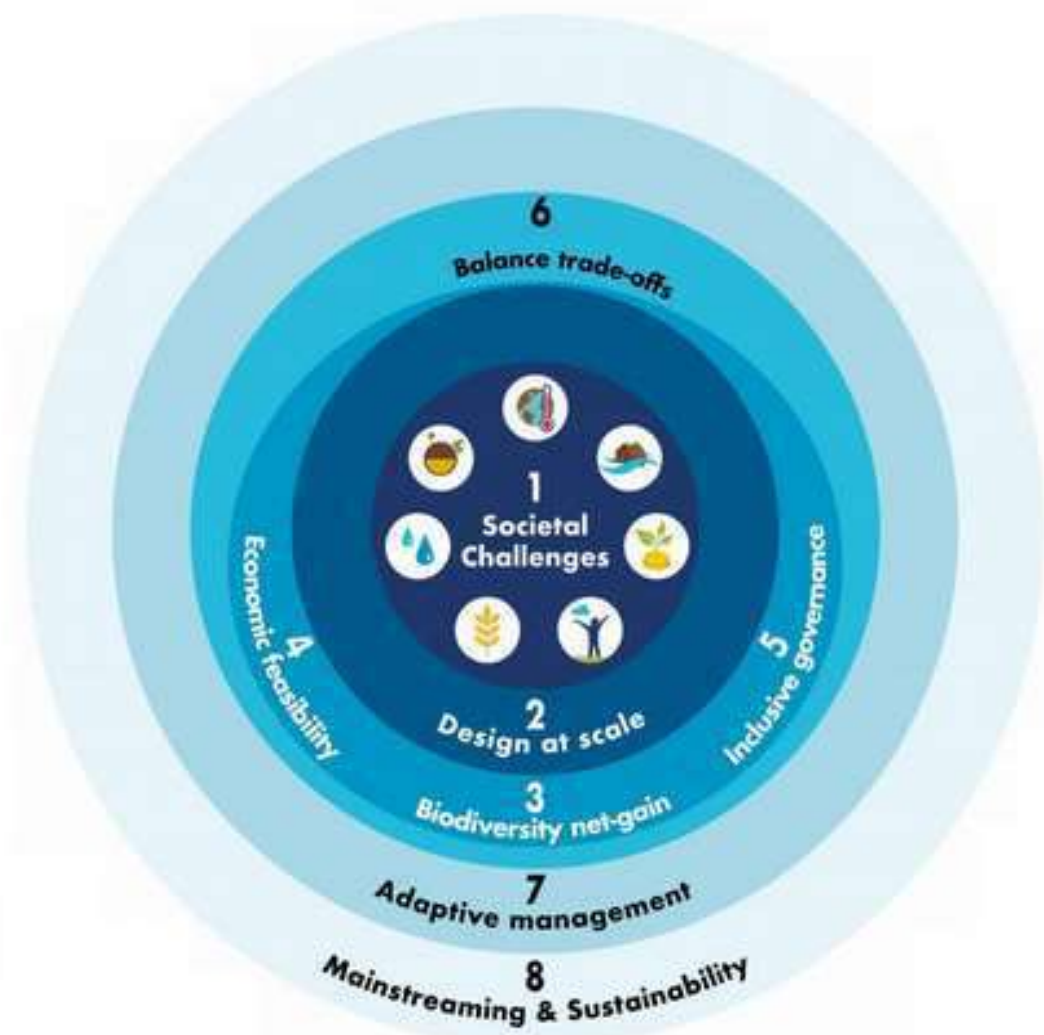 6
Balance trade-offs
1
Societal
Challenges
4
Economic feasibility
5
Inclusive governance
2
Design at scale
3
Biodiversity net-gain
7
Adaptive management
8
Mainstreaming & Sustainability